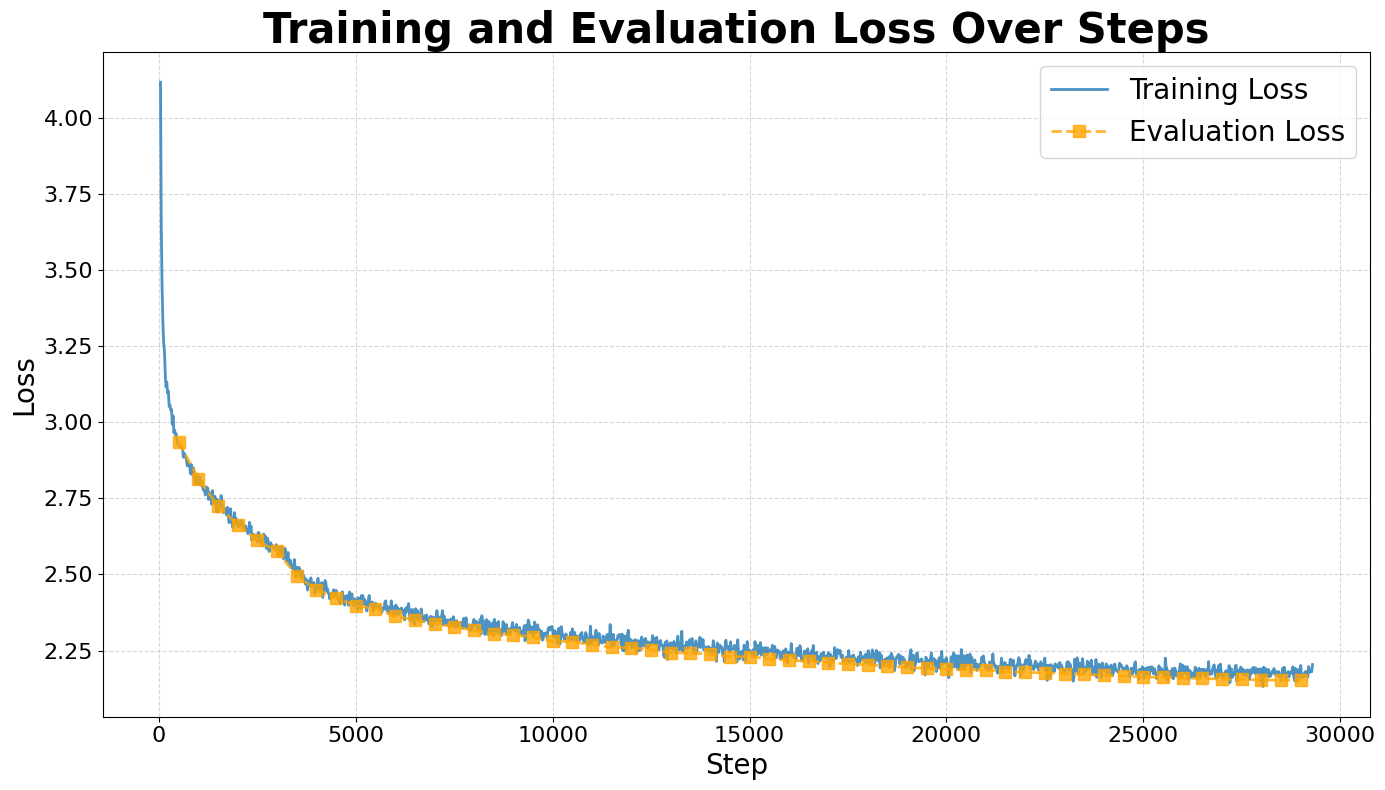 Training and Evaluation Loss Over Steps
Training Loss
Evaluation Loss
Loss
4.00
3.75
3.50
3.25
3.00
2.75
2.50
2.25
0 5000 10000 15000 20000 25000 30000
Step